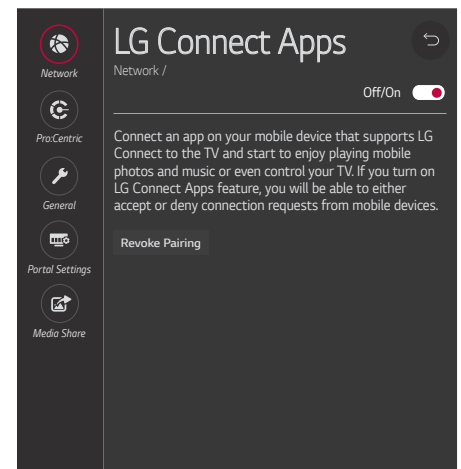 LG Connect Apps
Network /
Off/On
Connect an app on your mobile device that supports LG
Connect to the TV and start to enjoy playing mobile
photos and music or even control your TV. If you turn on
LG Connect Apps feature, you will be able to either
accept or deny connection requests from mobile devices.
Revoke Pairing
Network
Pro:Centric
General
Portal Settings
Media Share